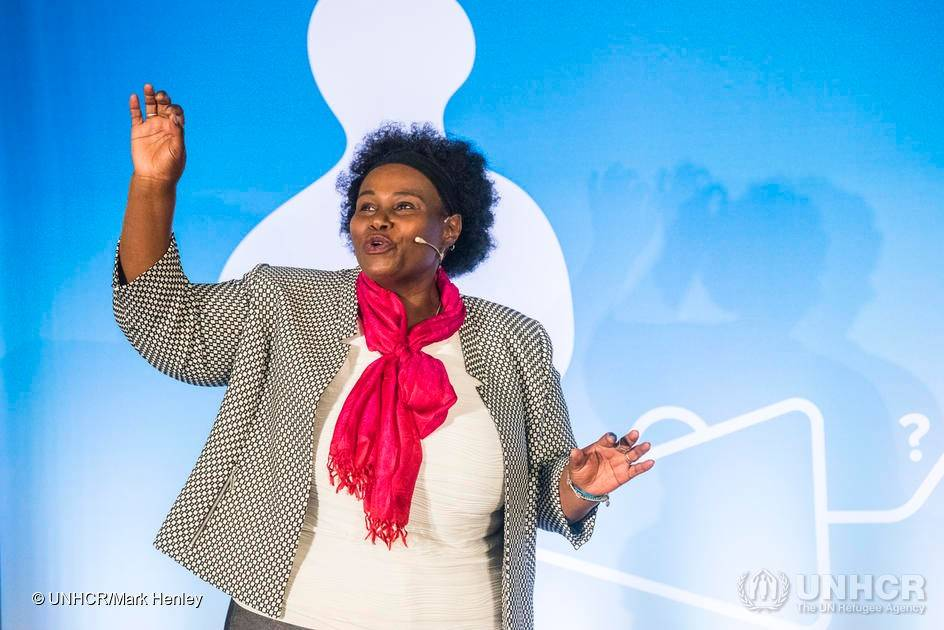 ?
© UNHCR/Mark Henley
UNHCR
The UN Refugee Agency